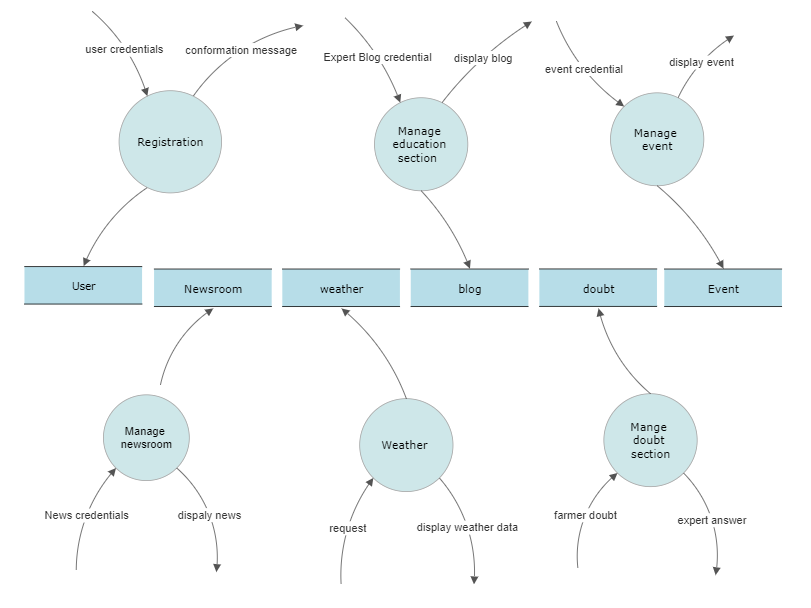 user credentials
conformation message
Expert Blog credential
display blog
event credential
display event
Registration
Manage
education
section
Manage
event
User
Newsroom
weather
blog
doubt
Event
Manage
newsroom
Weather
Mange
doubt
section
News credentials
dispaly news
request
display weather data
farmer doubt
expert answer